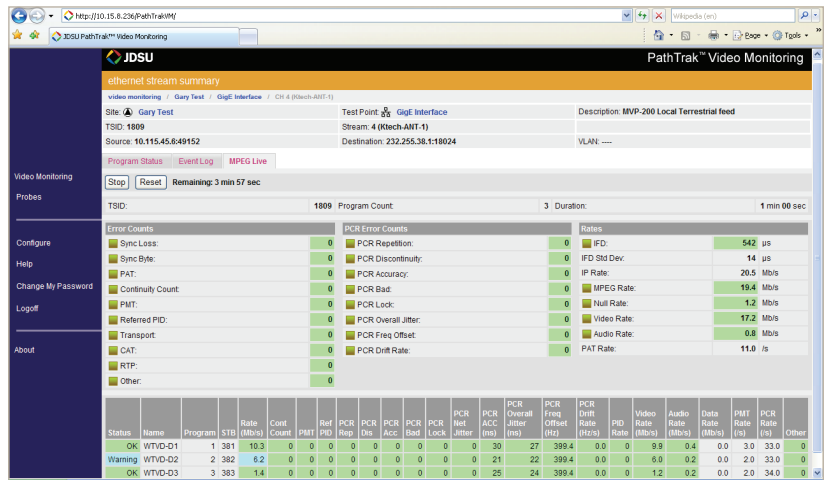 http://10.15.8.236/PathTrakVM/
Wikipedia (en)
JDSU PathTrak™ Video Monitoring
Page
Tools
JDSU
PathTrak™ Video Monitoring
ethernet stream summary
video monitoring / Gary Test / GigE Interface / CH 4 (Ktech-ANT-1)
Site: Gary Test Test Point: GigE Interface Description: MVP-200 Local Terrestrial feed
TSID: 1809 Stream: 4 (Ktech-ANT-1)
Source: 10.115.45.6:49152 Destination: 232.255.38.1:18024 VLAN: ----
Program Status Event Log MPEG Live
Video Monitoring
Probes
Configure
Help
Change My Password
Logoff
About
Stop Reset Remaining: 3 min 57 sec
TSID: 1809 Program Count: 3 Duration: 1 min 00 sec
Error Counts
Sync Loss: 0
Sync Byte: 0
PAT: 0
Continuity Count: 0
PMT: 0
Referred PID: 0
Transport: 0
CAT: 0
RTP: 0
Other: 0
PCR Error Counts
PCR Repetition: 0
PCR Discontinuity: 0
PCR Accuracy: 0
PCR Bad: 0
PCR Lock: 0
PCR Overall Jitter: 0
PCR Freq Offset: 0
PCR Drift Rate: 0
Rates
IFD: 542 µs
IFD Std Dev: 14 µs
IP Rate: 20.5 Mb/s
MPEG Rate: 19.4 Mb/s
Null Rate: 1.2 Mb/s
Video Rate: 17.2 Mb/s
Audio Rate: 0.8 Mb/s
PAT Rate: 11.0 /s
Status Name Program STB Rate (Mb/s) Cont Count PMT Ref PID PCR Rep PCR Dis PCR Acc PCR Bad PCR Lock PCR Net Jitter PCR ACC (ns) PCR Overall Jitter (ns) PCR Freq Offset (Hz) PCR Drift Rate (Hz/s) PID Rate Video Rate (Mb/s) Audio Rate (Mb/s) Data Rate (Mb/s) PMT Rate (/s) PCR Rate (/s) Other
OK WTVD-D1 1 381 10.3 0 0 0 0 0 0 0 0 0 30 27 399.4 0.0 0 9.9 0.4 0.0 3.0 33.0 0
Warning WTVD-D2 2 382 6.2 0 0 0 0 0 0 0 0 0 21 22 399.4 0.0 0 6.0 0.2 0.0 2.0 33.0 0
OK WTVD-D3 3 383 1.4 0 0 0 0 0 0 0 0 0 25 24 399.4 0.0 0 1.2 0.2 0.0 2.0 34.0 0